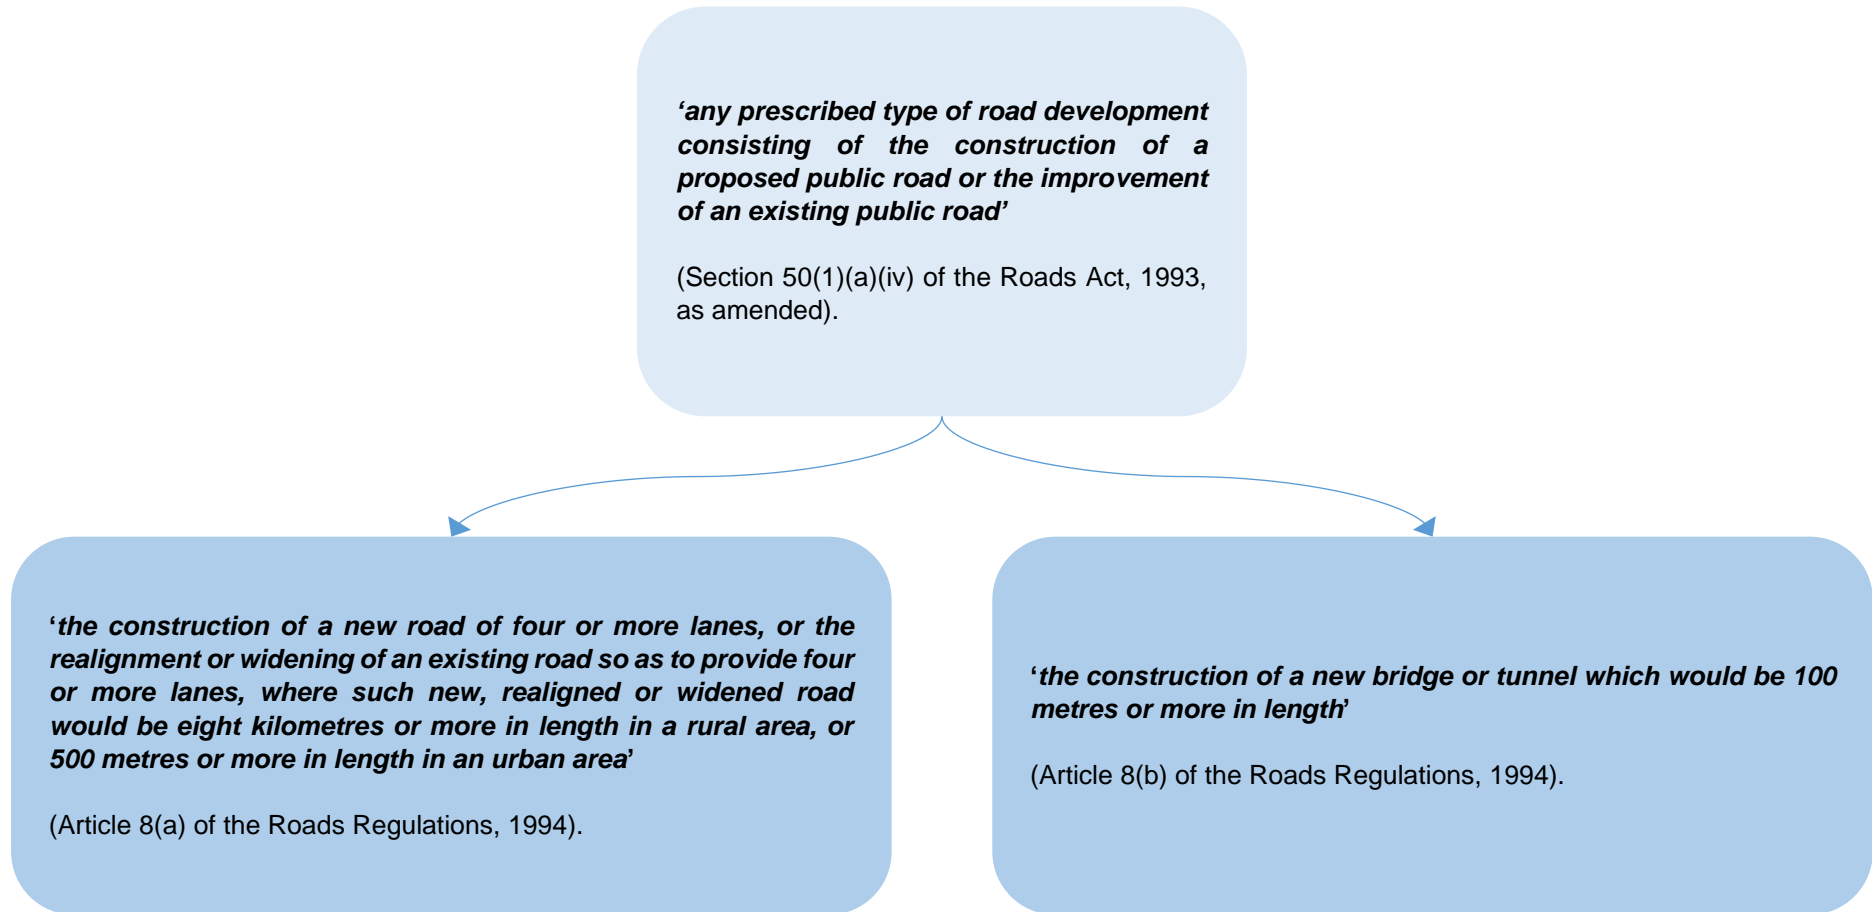 ‘any prescribed type of road development
consisting of the construction of a
proposed public road or the improvement
of an existing public road’
(Section 50(1)(a)(iv) of the Roads Act, 1993,
as amended).
‘the construction of a new road of four or more lanes, or the
realignment or widening of an existing road so as to provide four
or more lanes, where such new, realigned or widened road
would be eight kilometres or more in length in a rural area, or
500 metres or more in length in an urban area’
(Article 8(a) of the Roads Regulations, 1994).
‘the construction of a new bridge or tunnel which would be 100
metres or more in length’
(Article 8(b) of the Roads Regulations, 1994).